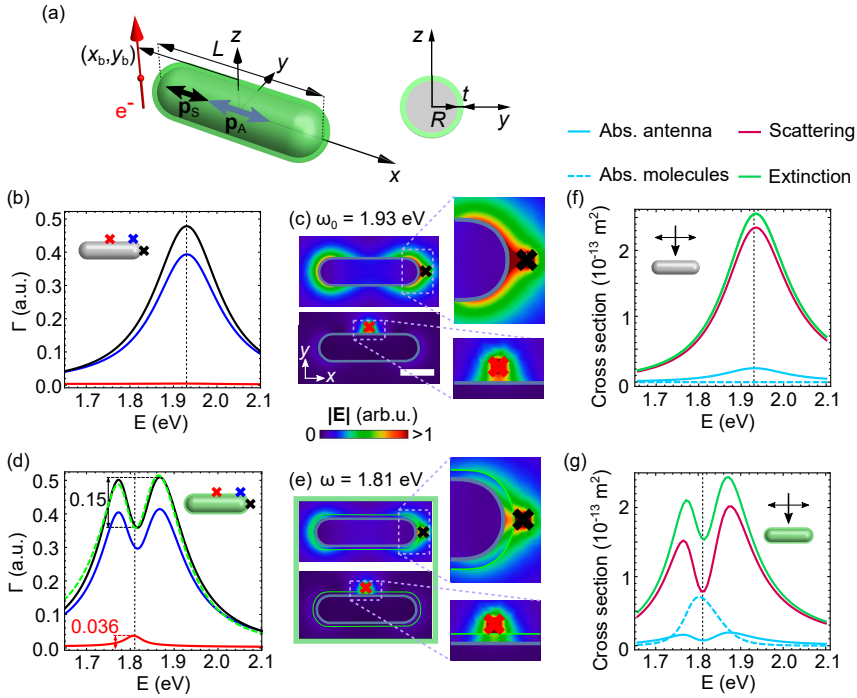 (a)
(x_b,y_b)
L
z
y
e⁻
p_S
p_A
x
z
R
t
y
Abs. antenna
Scattering
Abs. molecules
Extinction
(b)
Γ (a.u.)
0.5
0.4
0.3
0.2
0.1
0.0
1.7 1.8 1.9 2.0 2.1
E (eV)
(c) ω₀ = 1.93 eV
y
x
|E| (arb.u.)
0 >1
(f)
Cross section (10⁻¹³ m²)
2
1
0
1.7 1.8 1.9 2.0 2.1
E (eV)
(d)
Γ (a.u.)
0.5
0.4
0.3
0.2
0.1
0.0
0.15
0.036
1.7 1.8 1.9 2.0 2.1
E (eV)
(e) ω = 1.81 eV
(g)
Cross section (10⁻¹³ m²)
2
1
0
1.7 1.8 1.9 2.0 2.1
E (eV)